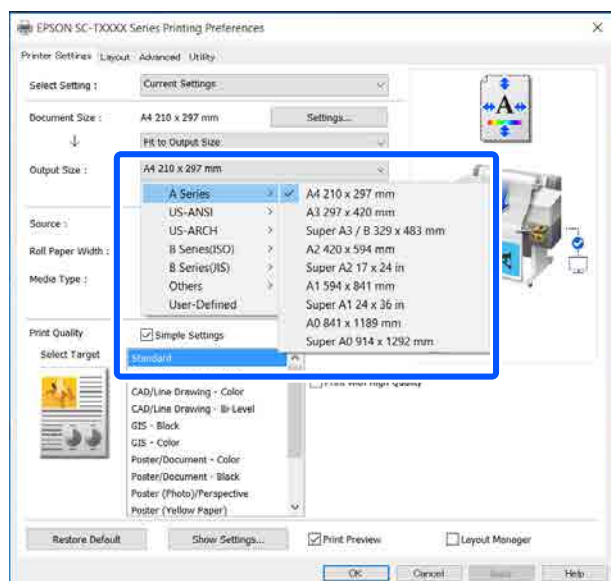 EPSON SC-TXXXX Series Printing Preferences
Printer Settings Layout Advanced Utility
Select Setting : Current Settings
Document Size : A4 210 x 297 mm Settings...
Fit to Output Size
Output Size : A4 210 x 297 mm
A Series A4 210 x 297 mm
US-ANSI A3 297 x 420 mm
US-ARCH Super A3 / B 329 x 483 mm
Source :
B Series(ISO) A2 420 x 594 mm
Roll Paper Width :
B Series(JIS) Super A2 17 x 24 in
Media Type :
Others A1 594 x 841 mm
User-Defined Super A1 24 x 36 in
A0 841 x 1189 mm
Print Quality Simple Settings
Super A0 914 x 1292 mm
Select Target Standard
Print With High Quality
CAD/Line Drawing - Color
CAD/Line Drawing - Bi-Level
GIS - Black
GIS - Color
Poster/Document - Color
Poster/Document - Black
Poster (Photo)/Perspective
Poster (Yellow Paper)
Restore Default Show Settings... Print Preview Layout Manager
OK Cancel Help